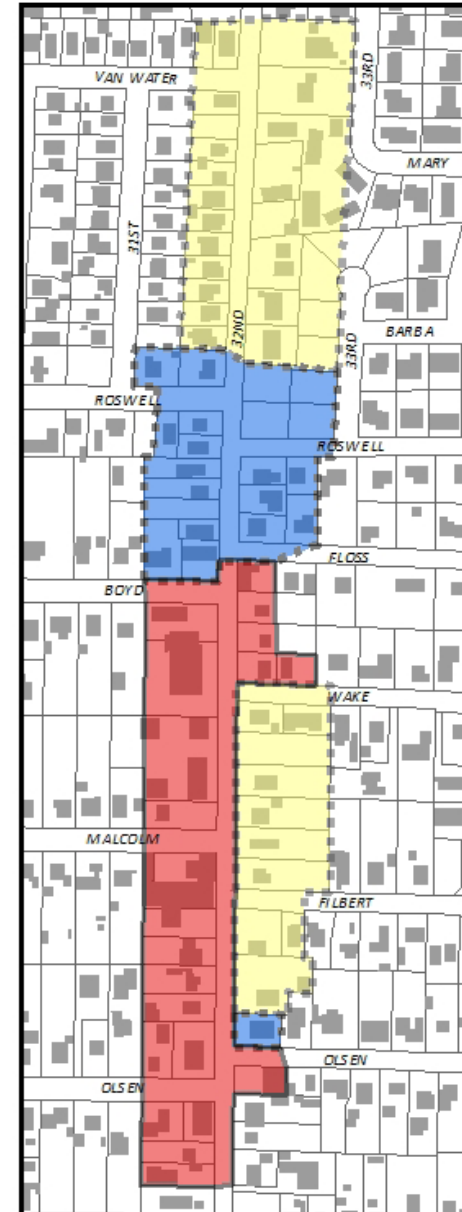 33RD
VAN WATER
MARY
31ST
32ND
BARBA
33RD
ROSWELL
ROSWELL
FLOSS
BOYD
WAKE
MALCOLM
FILBERT
OLSEN
OLSEN